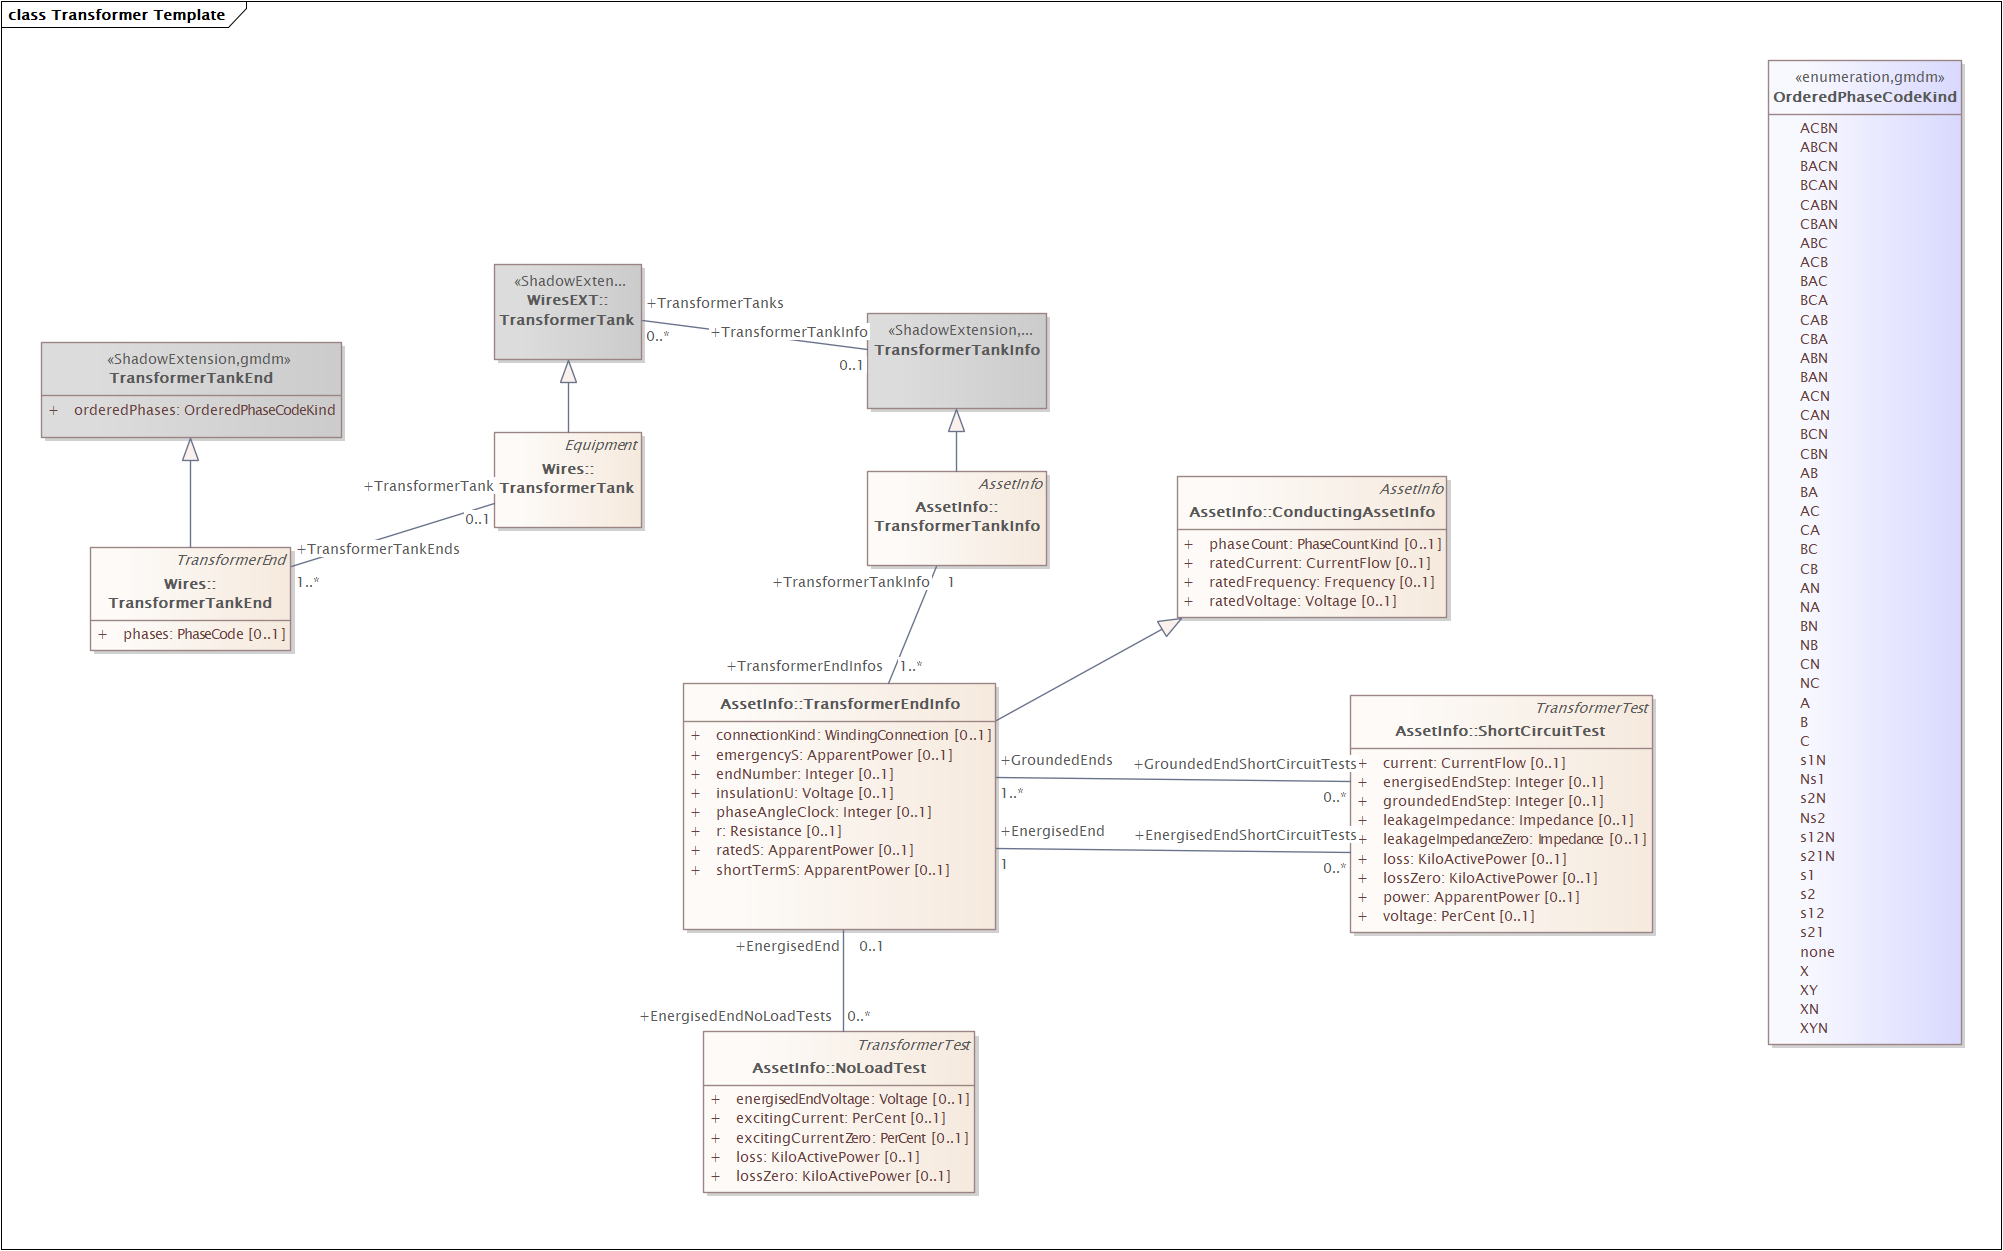 class Transformer Template
«enumeration,gmdm»
OrderedPhaseCodeKind
ACBN
ABCN
BACN
BCAN
CABN
CBAN
ABC
ACB
BAC
BCA
CAB
CBA
ABN
BAN
ACN
CAN
BCN
CBN
AB
BA
AC
CA
BC
CB
AN
NA
BN
NB
CN
NC
A
B
C
s1N
Ns1
s2N
Ns2
s12N
s21N
s1
s2
s12
s21
none
X
XY
XN
XYN
«ShadowExten...
WiresEXT::
TransformerTank
+TransformerTanks
0..*
+TransformerTankInfo
0..1
«ShadowExtension,...
TransformerTankInfo
«ShadowExtension,gmdm»
TransformerTankEnd
+ orderedPhases: OrderedPhaseCodeKind
Equipment
Wires::
TransformerTank
+TransformerTank
0..1
+TransformerTankEnds
1..*
TransformerEnd
Wires::
TransformerTankEnd
+ phases: PhaseCode [0..1]
AssetInfo
AssetInfo::
TransformerTankInfo
+TransformerTankInfo 1
+TransformerEndInfos 1..*
AssetInfo
AssetInfo::ConductingAssetInfo
+ phaseCount: PhaseCountKind [0..1]
+ ratedCurrent: CurrentFlow [0..1]
+ ratedFrequency: Frequency [0..1]
+ ratedVoltage: Voltage [0..1]
AssetInfo::TransformerEndInfo
+ connectionKind: WindingConnection [0..1]
+ emergencyS: ApparentPower [0..1]
+ endNumber: Integer [0..1]
+ insulationU: Voltage [0..1]
+ phaseAngleClock: Integer [0..1]
+ r: Resistance [0..1]
+ ratedS: ApparentPower [0..1]
+ shortTermS: ApparentPower [0..1]
+GroundedEnds
1..*
+GroundedEndShortCircuitTests
0..*
+EnergisedEnd
1
+EnergisedEndShortCircuitTests
0..*
TransformerTest
AssetInfo::ShortCircuitTest
+ current: CurrentFlow [0..1]
+ energisedEndStep: Integer [0..1]
+ groundedEndStep: Integer [0..1]
+ leakageImpedance: Impedance [0..1]
+ leakageImpedanceZero: Impedance [0..1]
+ loss: KiloActivePower [0..1]
+ lossZero: KiloActivePower [0..1]
+ power: ApparentPower [0..1]
+ voltage: PerCent [0..1]
+EnergisedEnd 0..1
+EnergisedEndNoLoadTests 0..*
TransformerTest
AssetInfo::NoLoadTest
+ energisedEndVoltage: Voltage [0..1]
+ excitingCurrent: PerCent [0..1]
+ excitingCurrentZero: PerCent [0..1]
+ loss: KiloActivePower [0..1]
+ lossZero: KiloActivePower [0..1]